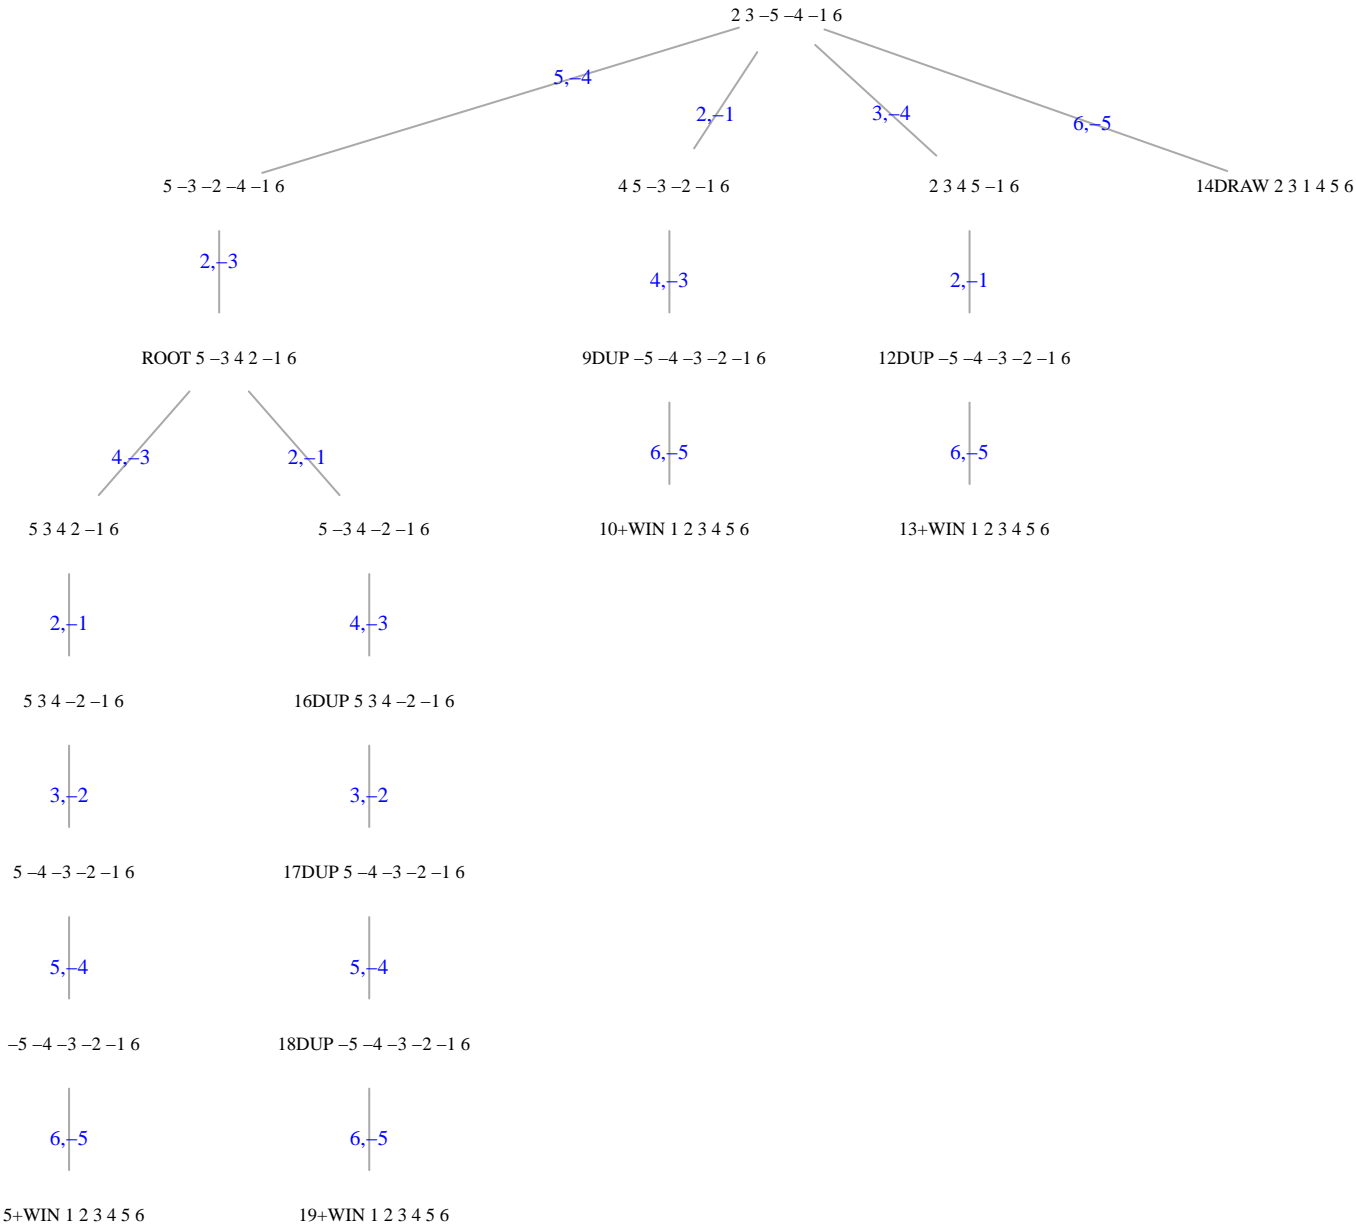 2 3 –5 –4 –1 6
5,–4
2,–1
3,–4
6,–5
5 –3 –2 –4 –1 6
4 5 –3 –2 –1 6
2 3 4 5 –1 6
14DRAW 2 3 1 4 5 6
2,–3
4,–3
2,–1
ROOT 5 –3 4 2 –1 6
9DUP –5 –4 –3 –2 –1 6
12DUP –5 –4 –3 –2 –1 6
4,–3
2,–1
6,–5
6,–5
5 3 4 2 –1 6
5 –3 4 –2 –1 6
10+WIN 1 2 3 4 5 6
13+WIN 1 2 3 4 5 6
2,–1
4,–3
5 3 4 –2 –1 6
16DUP 5 3 4 –2 –1 6
3,–2
3,–2
5 –4 –3 –2 –1 6
17DUP 5 –4 –3 –2 –1 6
5,–4
5,–4
–5 –4 –3 –2 –1 6
18DUP –5 –4 –3 –2 –1 6
6,–5
6,–5
5+WIN 1 2 3 4 5 6
19+WIN 1 2 3 4 5 6